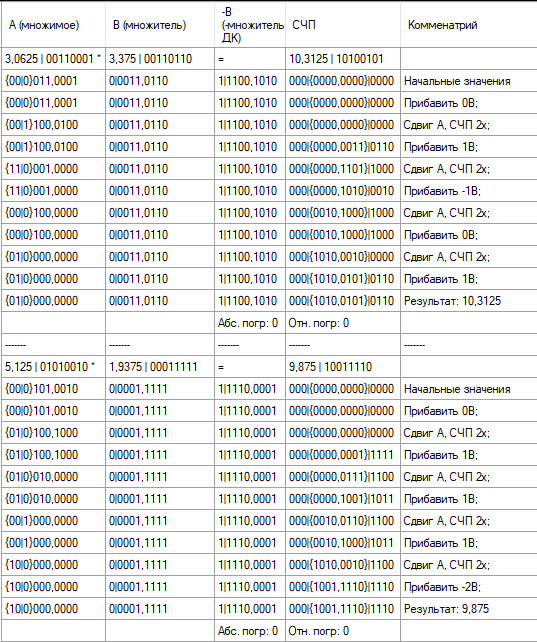 А (множимое) В (множитель) -В (-множитель ДК) СЧП Комменатрий
3,0625 | 00110001 * 3,375 | 00110110 = 10,3125 | 10100101
{00|0}011,0001 0|0011,0110 1|1100,1010 000|{0000,0000}|0000 Начальные значения
{00|0}011,0001 0|0011,0110 1|1100,1010 000|{0000,0000}|0000 Прибавить 0В;
{00|1}100,0100 0|0011,0110 1|1100,1010 000|{0000,0000}|0000 Сдвиг А, СЧП 2х;
{00|1}100,0100 0|0011,0110 1|1100,1010 000|{0000,0011}|0110 Прибавить 1В;
{11|0}001,0000 0|0011,0110 1|1100,1010 000|{0000,1101}|1000 Сдвиг А, СЧП 2х;
{11|0}001,0000 0|0011,0110 1|1100,1010 000|{0000,1010}|0010 Прибавить -1В;
{00|0}100,0000 0|0011,0110 1|1100,1010 000|{0010,1000}|1000 Сдвиг А, СЧП 2х;
{00|0}100,0000 0|0011,0110 1|1100,1010 000|{0010,1000}|1000 Прибавить 0В;
{01|0}000,0000 0|0011,0110 1|1100,1010 000|{1010,0010}|0000 Сдвиг А, СЧП 2х;
{01|0}000,0000 0|0011,0110 1|1100,1010 000|{1010,0101}|0110 Прибавить 1В;
{01|0}000,0000 0|0011,0110 1|1100,1010 000|{1010,0101}|0110 Результат: 10,3125
Абс. погр: 0 Отн. погр: 0
------- ------- ------- ------- -------
5,125 | 01010010 * 1,9375 | 00011111 = 9,875 | 10011110
{00|0}101,0010 0|0001,1111 1|1110,0001 000|{0000,0000}|0000 Начальные значения
{00|0}101,0010 0|0001,1111 1|1110,0001 000|{0000,0000}|0000 Прибавить 0В;
{01|0}100,1000 0|0001,1111 1|1110,0001 000|{0000,0000}|0000 Сдвиг А, СЧП 2х;
{01|0}100,1000 0|0001,1111 1|1110,0001 000|{0000,0001}|1111 Прибавить 1В;
{01|0}010,0000 0|0001,1111 1|1110,0001 000|{0000,0111}|1100 Сдвиг А, СЧП 2х;
{01|0}010,0000 0|0001,1111 1|1110,0001 000|{0000,1001}|1011 Прибавить 1В;
{00|1}000,0000 0|0001,1111 1|1110,0001 000|{0010,0110}|1100 Сдвиг А, СЧП 2х;
{00|1}000,0000 0|0001,1111 1|1110,0001 000|{0010,1000}|1011 Прибавить 1В;
{10|0}000,0000 0|0001,1111 1|1110,0001 000|{1010,0010}|1100 Сдвиг А, СЧП 2х;
{10|0}000,0000 0|0001,1111 1|1110,0001 000|{1001,1110}|1110 Прибавить -2В;
{10|0}000,0000 0|0001,1111 1|1110,0001 000|{1001,1110}|1110 Результат: 9,875
Абс. погр: 0 Отн. погр: 0